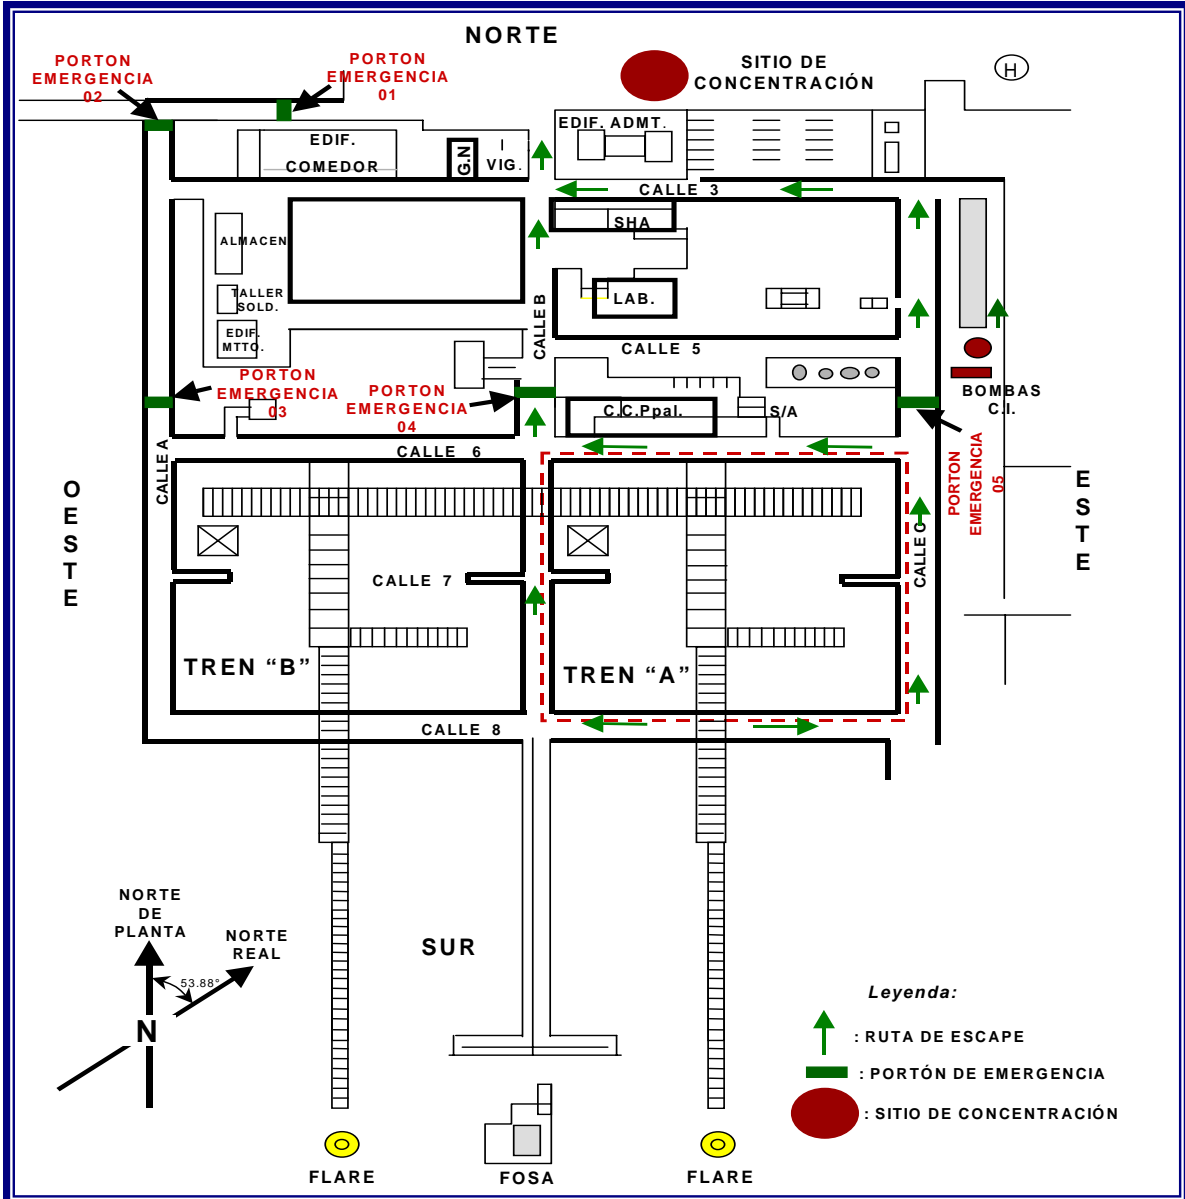 NORTE
PORTON
EMERGENCIA
02
PORTON
EMERGENCIA
01
SITIO DE
CONCENTRACIÓN
H
EDIF.
COMEDOR
G.N
I
VIG.
EDIF. ADMT.
CALLE 3
SHA
ALMACEN
TALLER
SOLD.
EDIF.
MTTO.
LAB.
CALLE B
CALLE 5
BOMBAS
C.I.
PORTON
EMERGENCIA
03
PORTON
EMERGENCIA
04
C.C.Ppal.
S/A
PORTON
EMERGENCIA
05
CALLE A
CALLE 6
OESTE
ESTE
CALLE C
CALLE 7
TREN “B”
TREN “A”
CALLE 8
NORTE
DE
PLANTA
NORTE
REAL
53.88°
N
SUR
Leyenda:
: RUTA DE ESCAPE
: PORTÓN DE EMERGENCIA
: SITIO DE CONCENTRACIÓN
FLARE
FOSA
FLARE